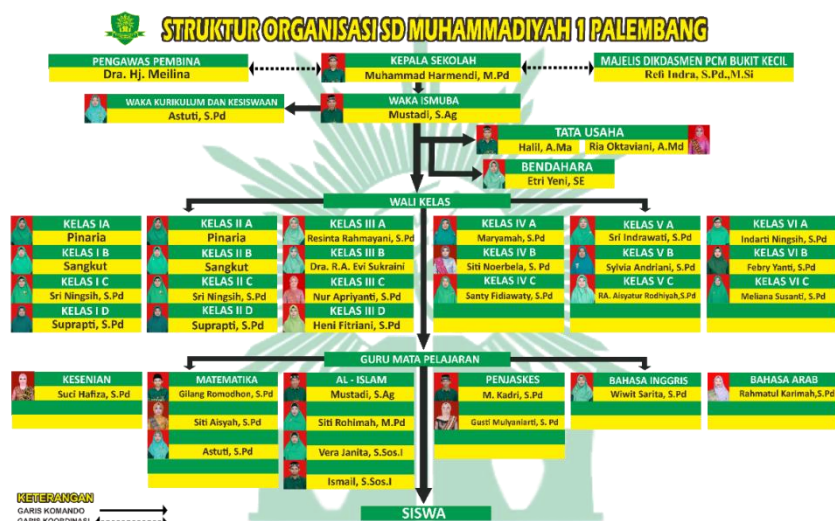 STRUKTUR ORGANISASI SD MUHAMMADIYAH 1 PALEMBANG
PENGAWAS PEMBINA
Dra. Hj. Meilina
KEPALA SEKOLAH
Muhammad Harmendi, M.Pd
MAJELIS DIKDASMEN PCM BUKIT KECIL
Refi Indra, S.Pd.,M.Si
WAKA KURIKULUM DAN KESISWAAN
Astuti, S.Pd
WAKA ISMUBA
Mustadi, S.Ag
TATA USAHA
Halil, A.Ma
Ria Oktaviani, A.Md
BENDAHARA
Etri Yeni, SE
WALI KELAS
KELAS IA
Pinaria
KELAS I B
Sangkut
KELAS I C
Sri Ningsih, S.Pd
KELAS I D
Suprapti, S.Pd
KELAS II A
Pinaria
KELAS II B
Sangkut
KELAS II C
Sri Ningsih, S.Pd
KELAS II D
Suprapti, S.Pd
KELAS III A
Resinta Rahmayani, S.Pd
KELAS III B
Dra. R.A. Evi Sukraini
KELAS III C
Nur Apriyanti, S.Pd
KELAS III D
Heni Fitriani, S.Pd
KELAS IV A
Maryamah, S.Pd
KELAS IV B
Siti Noerbela, S.Pd
KELAS IV C
Santy Fidiawaty, S.Pd
KELAS V A
Sri Indrawati, S.Pd
KELAS V B
Sylvia Andriani, S.Pd
KELAS V C
RA. Aisyatur Rodhiyah,S.Pd
KELAS VI A
Indarti Ningsih, S.Pd
KELAS VI B
Febry Yanti, S.Pd
KELAS VI C
Meliana Susanti, S.Pd
GURU MATA PELAJARAN
KESENIAN
Suci Hafiza, S.Pd
MATEMATIKA
Gilang Romodhon, S.Pd
Siti Aisyah, S.Pd
Astuti, S.Pd
AL - ISLAM
Mustadi, S.Ag
Siti Rohimah, M.Pd
Vera Janita, S.Sos.I
Ismail, S.Sos.I
PENJASKES
M. Kadri, S.Pd
Gusti Mulyaniarti, S. Pd
BAHASA INGGRIS
Wiwit Sarita, S.Pd
BAHASA ARAB
Rahmatul Karimah,S.Pd
SISWA
KETERANGAN
GARIS KOMANDO
GARIS KOORDINASI